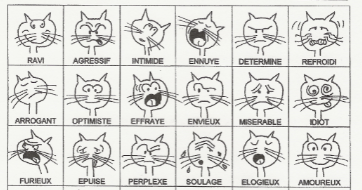 RAVI AGRESSIF INTIMIDE ENNUYE DETERMINE REFROIDI
ARROGANT OPTIMISTE EFFRAYE ENVIEUX MISERABLE IDIOT
FURIEUX EPUISE PERPLEXE SOULAGE ELOGIEUX AMOUREUX